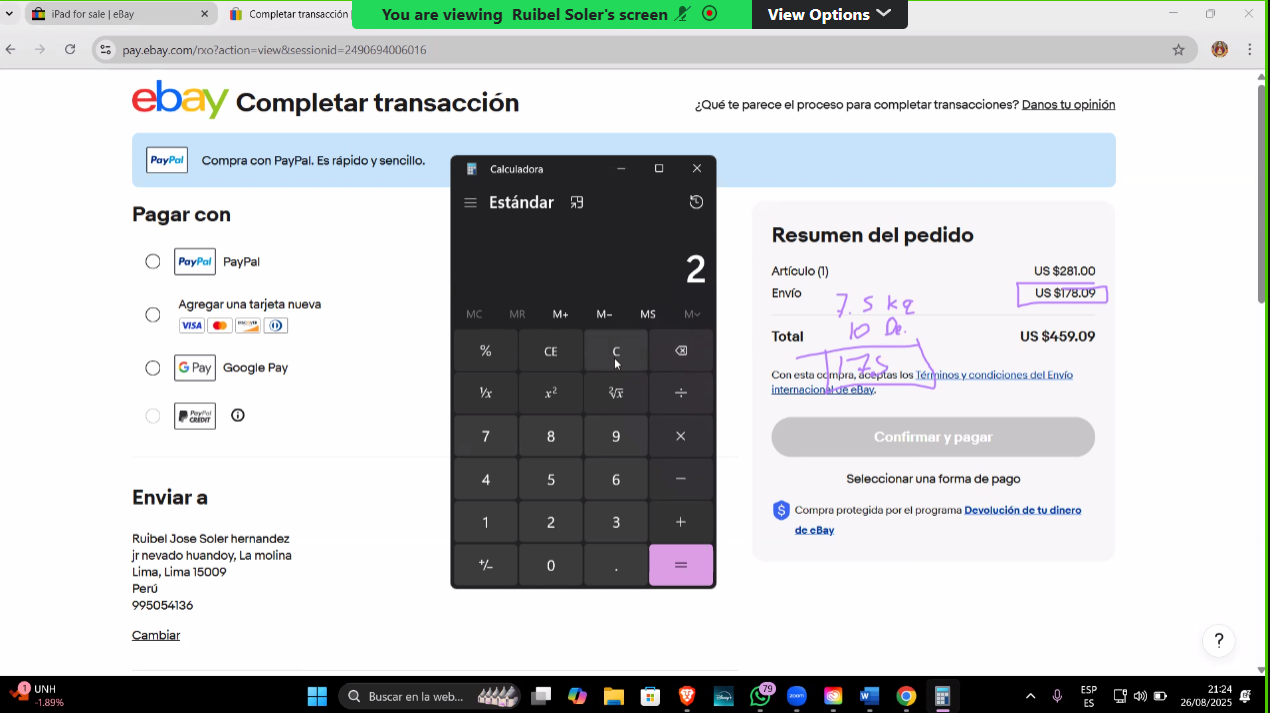 iPad for sale | eBay
Completar transacción
You are viewing Ruibel Soler's screen
View Options
pay.ebay.com/rxo?action=view&sessionid=2490694006016
ebay Completar transacción
¿Qué te parece el proceso para completar transacciones? Danos tu opinión
PayPal Compra con PayPal. Es rápido y sencillo.
Pagar con
PayPal PayPal
Agregar una tarjeta nueva
VISA
G Pay Google Pay
PayPal CREDIT
Enviar a
Ruibel Jose Soler hernandez
jr nevado huandoy, La molina
Lima, Lima 15009
Perú
995054136
Cambiar
Calculadora
Estándar
2
MC MR M+ M− MS M
% CE C
¹/x x² ²√x ÷
7 8 9 ×
4 5 6 −
1 2 3 +
+/− 0 . =
Resumen del pedido
Artículo (1) US $281.00
Envío US $178.09
7.5 kg
10 De.
Total US $459.09
175
Con esta compra, aceptas los Términos y condiciones del Envío
internacional de eBay.
Confirmar y pagar
Seleccionar una forma de pago
Compra protegida por el programa Devolución de tu dinero
de eBay
?
1
UNH
-1.89%
Buscar en la web...
79
zoom
ESP
ES
21:24
26/08/2025